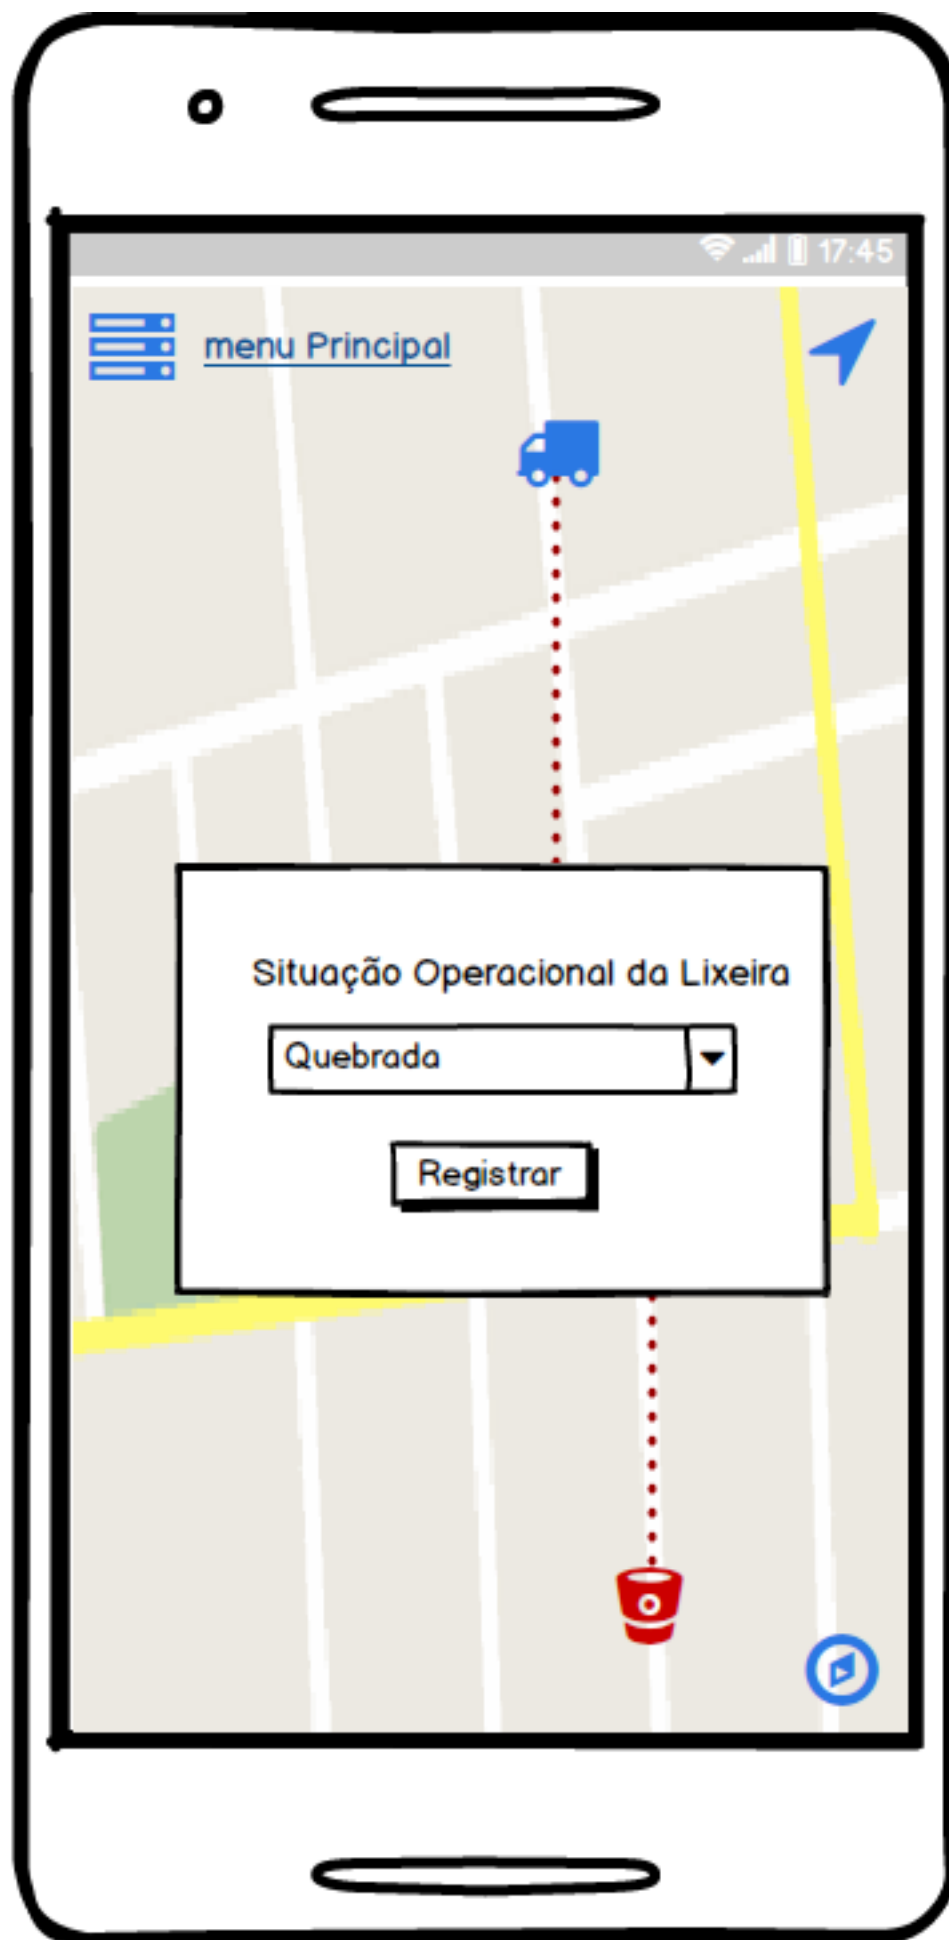 17:45
menu Principal
Situação Operacional da Lixeira
Quebrada
Registrar